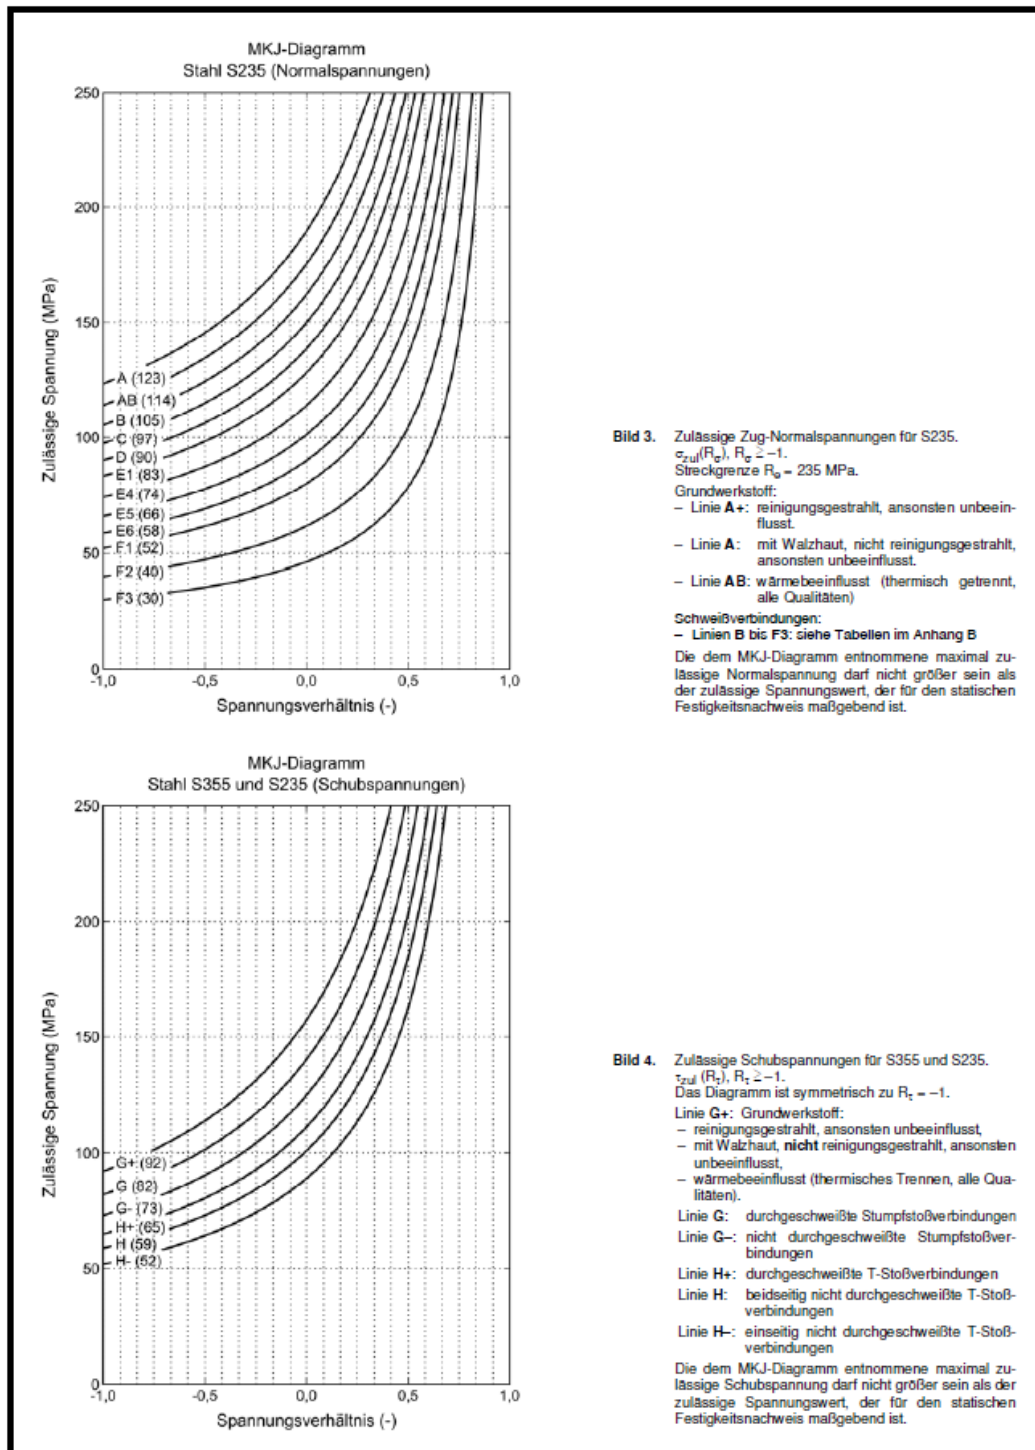 MKJ-Diagramm
Stahl S235 (Normalspannungen)
Zulässige Spannung (MPa)
250
200
150
100
50
0
A (123)
AB (114)
B (105)
C (97)
D (90)
E1 (83)
E4 (74)
E5 (66)
E6 (58)
F1 (52)
F2 (40)
F3 (30)
-1,0
-0,5
0,0
0,5
1,0
Spannungsverhältnis (-)
Bild 3. Zulässige Zug-Normalspannungen für S235.
σzul(Rσ), Rσ ≥ –1.
Streckgrenze Re = 235 MPa.
Grundwerkstoff:
– Linie A+: reinigungsgestrahlt, ansonsten unbeein-
flusst.
– Linie A: mit Walzhaut, nicht reinigungsgestrahlt,
ansonsten unbeeinflusst.
– Linie AB: wärmebeeinflusst (thermisch getrennt,
alle Qualitäten)
Schweißverbindungen:
– Linien B bis F3: siehe Tabellen im Anhang B
Die dem MKJ-Diagramm entnommene maximal zu-
lässige Normalspannung darf nicht größer sein als
der zulässige Spannungswert, der für den statischen
Festigkeitsnachweis maßgebend ist.
MKJ-Diagramm
Stahl S355 und S235 (Schubspannungen)
Zulässige Spannung (MPa)
250
200
150
100
50
0
G+ (92)
G (82)
G- (73)
H+ (65)
H (59)
H- (52)
-1,0
-0,5
0,0
0,5
1,0
Spannungsverhältnis (-)
Bild 4. Zulässige Schubspannungen für S355 und S235.
τzul (Rτ), Rτ ≥ –1.
Das Diagramm ist symmetrisch zu Rτ = –1.
Linie G+: Grundwerkstoff:
– reinigungsgestrahlt, ansonsten unbeeinflusst,
– mit Walzhaut, nicht reinigungsgestrahlt, ansonsten
unbeeinflusst,
– wärmebeeinflusst (thermisches Trennen, alle Qua-
litäten).
Linie G: durchgeschweißte Stumpfstoßverbindungen
Linie G–: nicht durchgeschweißte Stumpfstoßver-
bindungen
Linie H+: durchgeschweißte T-Stoßverbindungen
Linie H: beidseitig nicht durchgeschweißte T-Stoß-
verbindungen
Linie H–: einseitig nicht durchgeschweißte T-Stoß-
verbindungen
Die dem MKJ-Diagramm entnommene maximal zu-
lässige Schubspannung darf nicht größer sein als der
zulässige Spannungswert, der für den statischen
Festigkeitsnachweis maßgebend ist.